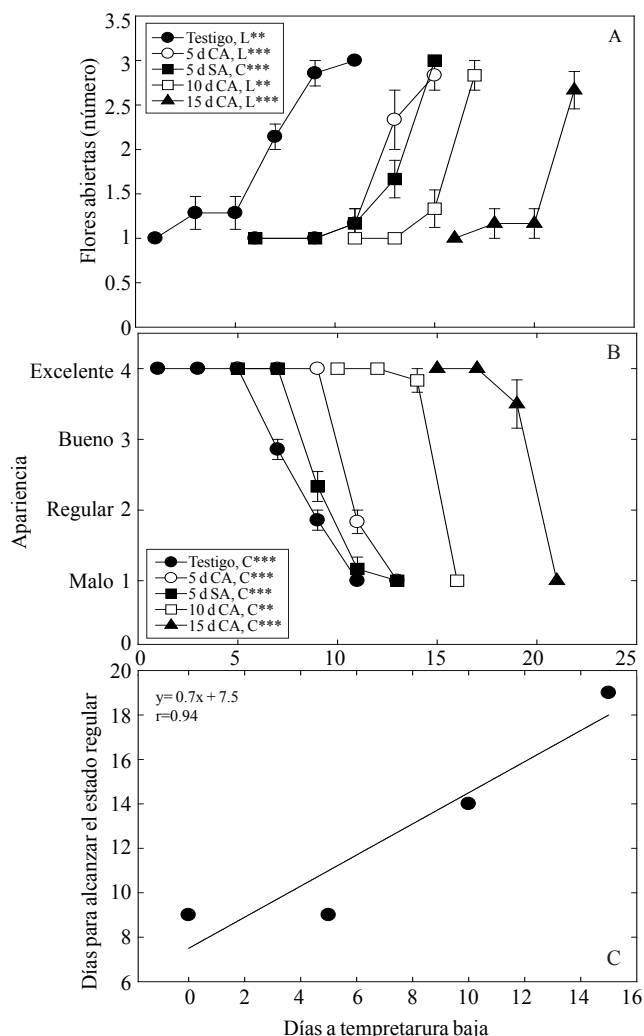 A
Testigo, L**
5 d CA, L***
5 d SA, C***
10 d CA, L**
15 d CA, L***
Flores abiertas (número)
3.5
3
2.5
2
1.5
1
0.5
0
B
Excelente 4
Bueno 3
Regular 2
Malo 1
0
Apariencia
Testigo, C***
5 d CA, C***
5 d SA, C***
10 d CA, C**
15 d CA, C***
0 5 10 15 20 25
20
18
16
14
12
10
8
6
y= 0.7x + 7.5
r=0.94
Días para alcanzar el estado regular
C
0 2 4 6 8 10 12 14 16
Días a tempretarura baja